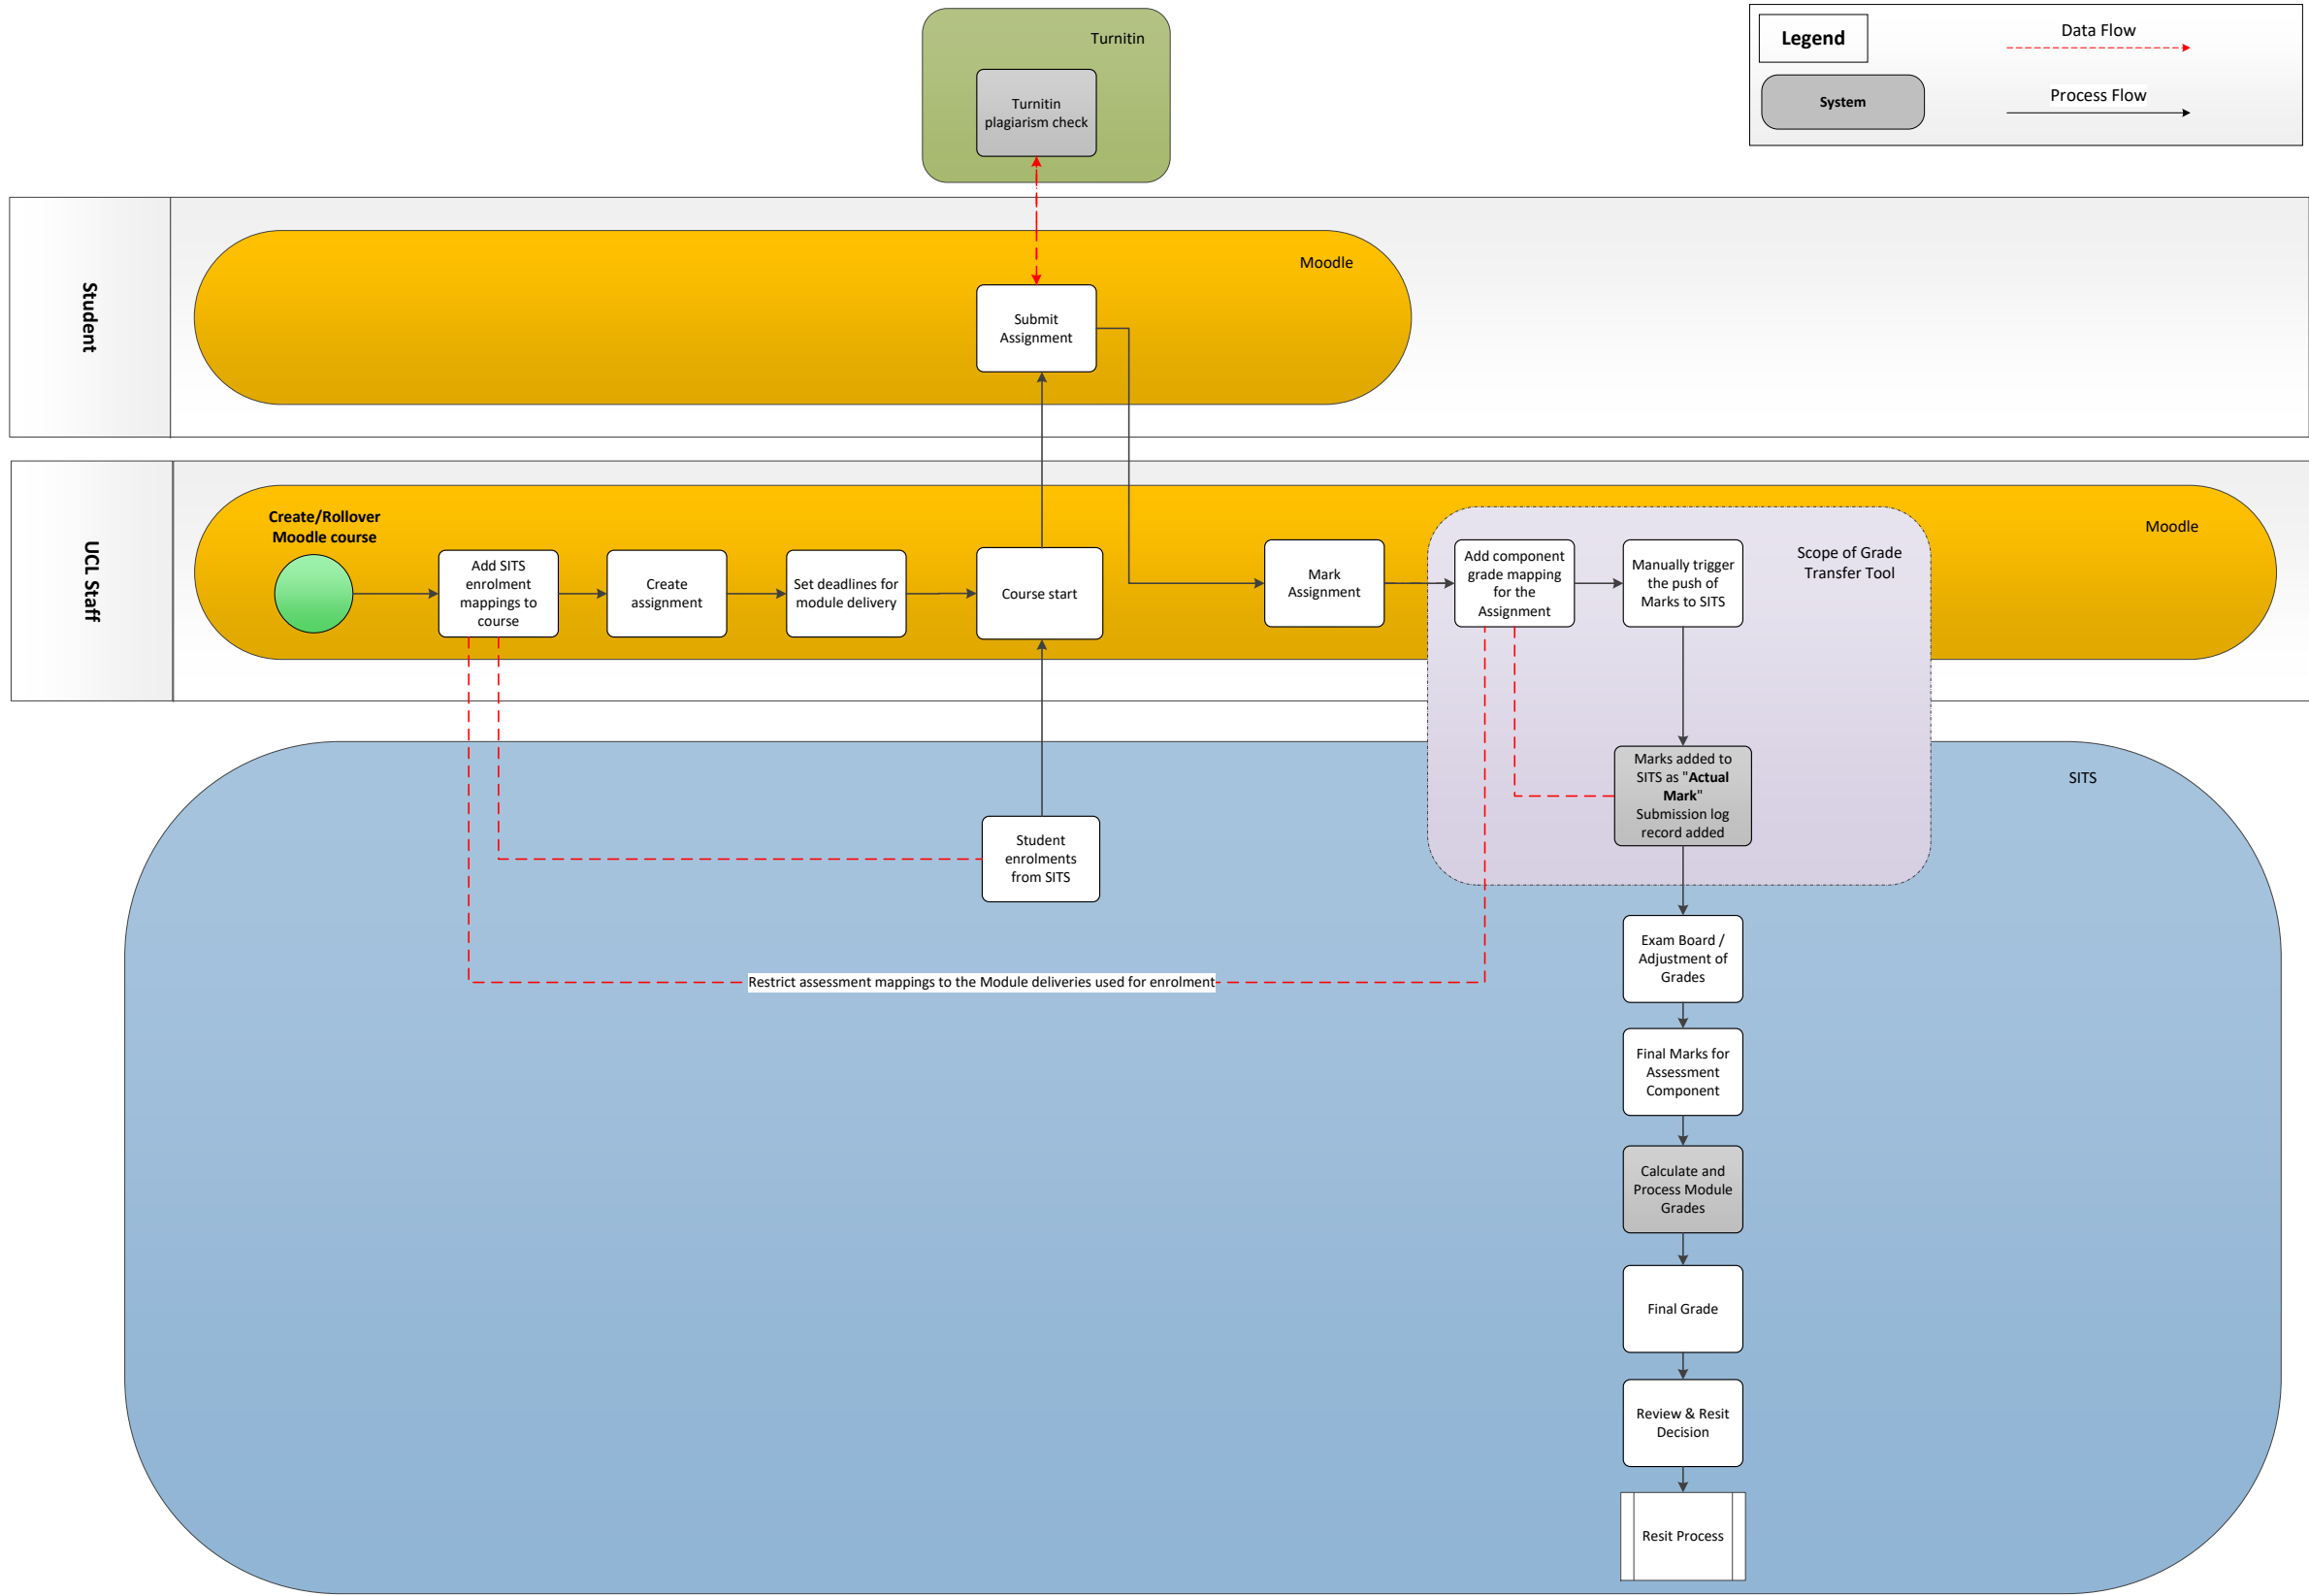 Turnitin
Turnitin
plagiarism check
Legend
System
Data Flow
Process Flow
Student
Moodle
Submit
Assignment
UCL Staff
Moodle
Create/Rollover
Moodle course
Add SITS
enrolment
mappings to
course
Create
assignment
Set deadlines for
module delivery
Course start
Mark
Assignment
Add component
grade mapping
for the
Assignment
Manually trigger
the push of
Marks to SITS
Scope of Grade
Transfer Tool
SITS
Marks added to
SITS as "Actual
Mark"
Submission log
record added
Student
enrolments
from SITS
Restrict assessment mappings to the Module deliveries used for enrolment
Exam Board /
Adjustment of
Grades
Final Marks for
Assessment
Component
Calculate and
Process Module
Grades
Final Grade
Review & Resit
Decision
Resit Process